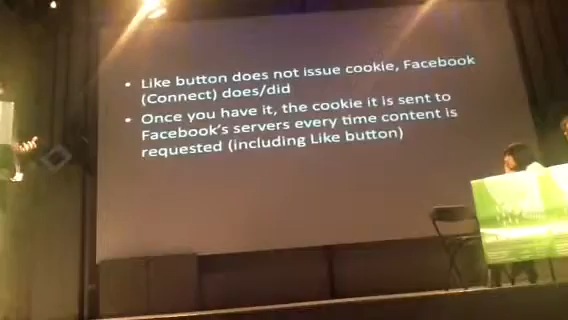 • Like button does not issue cookie, Facebook
(Connect) does/did
• Once you have it, the cookie it is sent to
Facebook's servers every time content is
requested (including Like button)